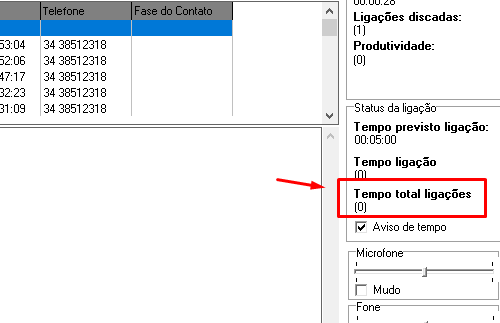 Telefone Fase do Contato
53:04 34 38512318
52:06 34 38512318
47:17 34 38512318
32:23 34 38512318
31:09 34 38512318
00:00:28
Ligações discadas:
(1)
Produtividade:
(0)
Status da ligação
Tempo previsto ligação:
00:05:00
Tempo ligação
(0)
Tempo total ligações
(0)
Aviso de tempo
Microfone
Mudo
Fone